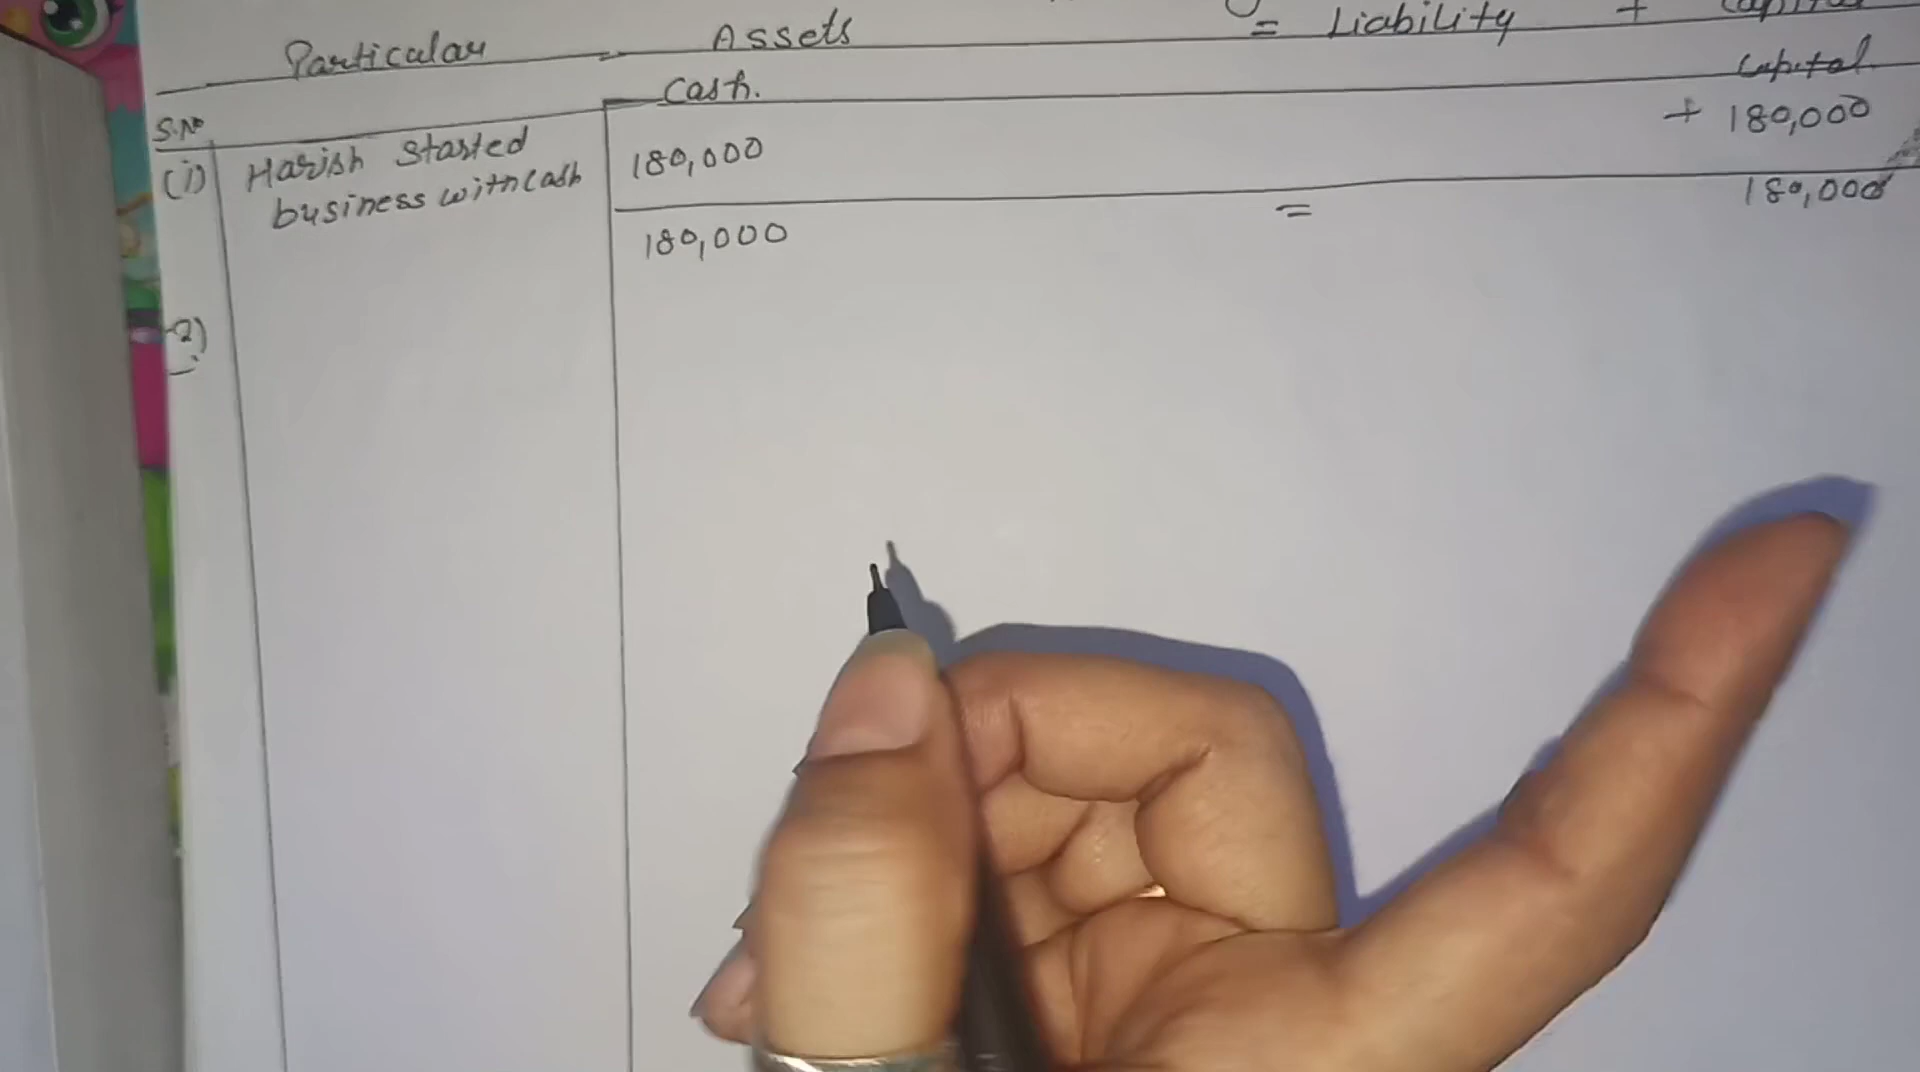 Particular Assets = Liability + Capital
Cash. Capital
S.No
(i) Harish Started 180,000 + 180,000
business with cash
180,000 = 180,000
2)